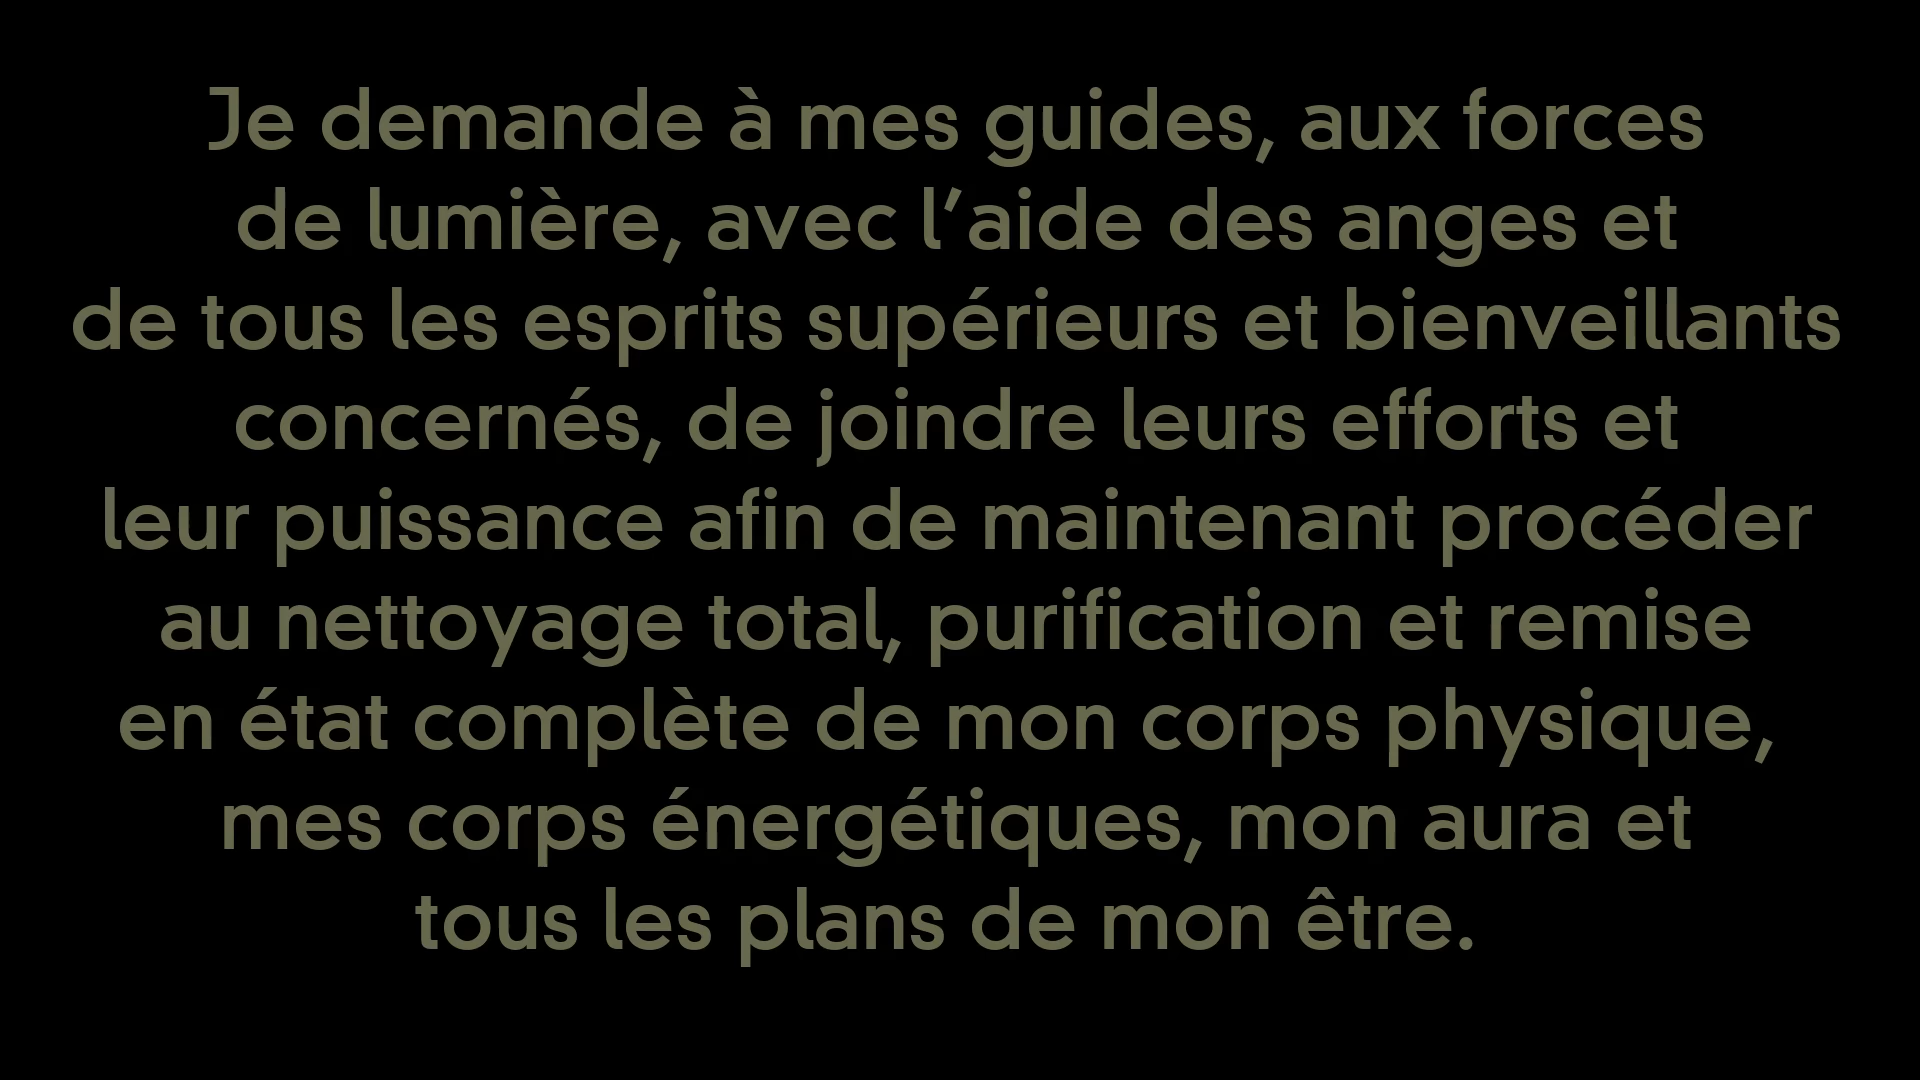 Je demande à mes guides, aux forces
de lumière, avec l’aide des anges et
de tous les esprits supérieurs et bienveillants
concernés, de joindre leurs efforts et
leur puissance afin de maintenant procéder
au nettoyage total, purification et remise
en état complète de mon corps physique,
mes corps énergétiques, mon aura et
tous les plans de mon être.